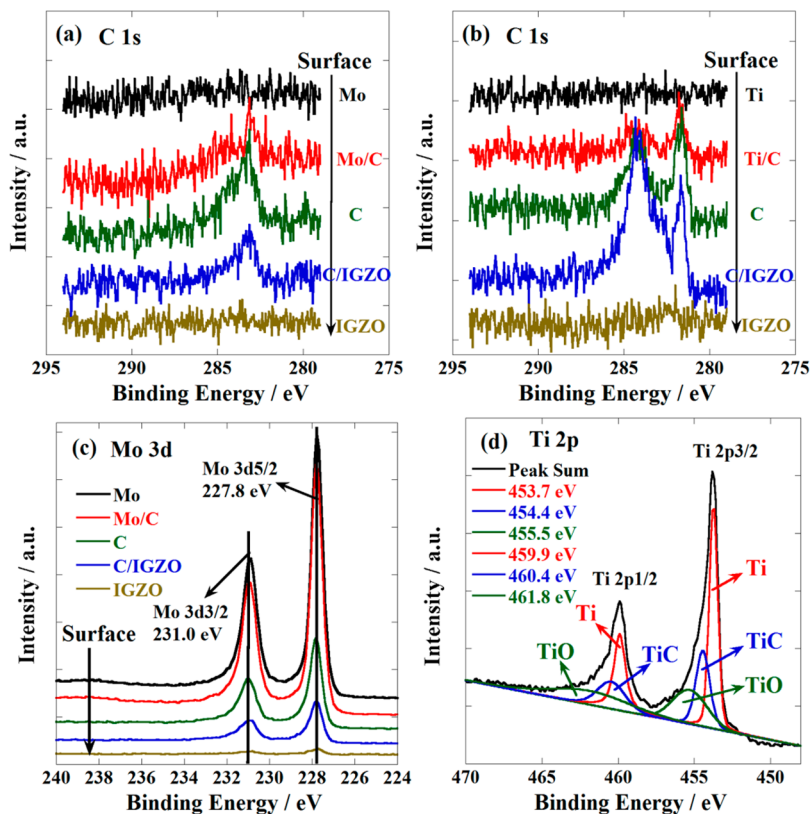 (a) C 1s
Surface
Mo
Mo/C
C
C/IGZO
IGZO
Intensity / a.u.
295 290 285 280 275
Binding Energy / eV
(b) C 1s
Surface
Ti
Ti/C
C
C/IGZO
IGZO
Intensity / a.u.
295 290 285 280 275
Binding Energy / eV
(c) Mo 3d
Mo 3d5/2
227.8 eV
Mo
Mo/C
C
C/IGZO
IGZO
Mo 3d3/2
231.0 eV
Surface
Intensity / a.u.
240 238 236 234 232 230 228 226 224
Binding Energy / eV
(d) Ti 2p
Ti 2p3/2
Peak Sum
453.7 eV
454.4 eV
455.5 eV
459.9 eV
460.4 eV
461.8 eV
Ti 2p1/2
Ti
Ti
TiC
TiC
TiO
TiO
Intensity / a.u.
470 465 460 455 450
Binding Energy / eV